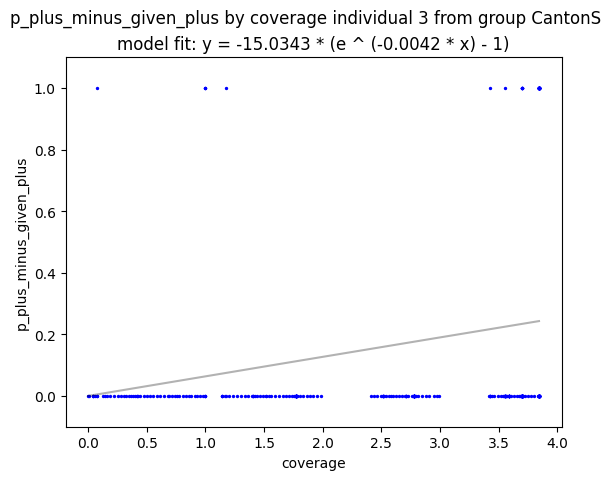 p_plus_minus_given_plus by coverage individual 3 from group CantonS
model fit: y = -15.0343 * (e ^ (-0.0042 * x) - 1)
1.0
0.8
0.6
0.4
0.2
0.0
p_plus_minus_given_plus
0.0 0.5 1.0 1.5 2.0 2.5 3.0 3.5 4.0
coverage